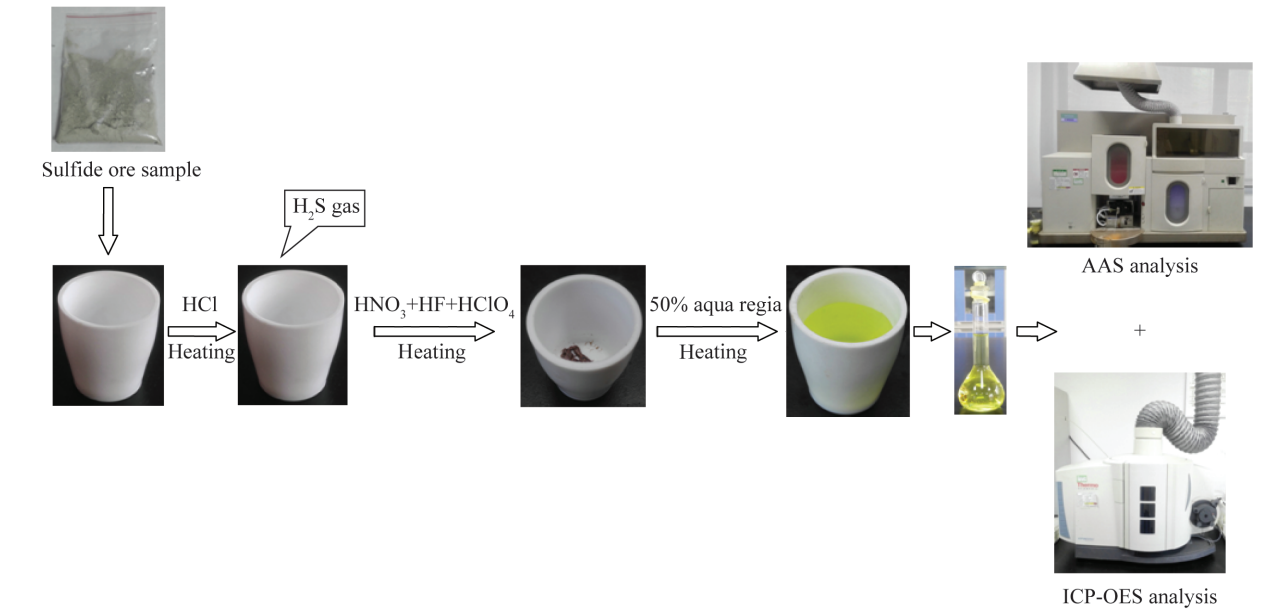 Sulfide ore sample
H₂S gas
HCl
Heating
HNO₃+HF+HClO₄
Heating
50% aqua regia
Heating
AAS analysis
+
ICP-OES analysis